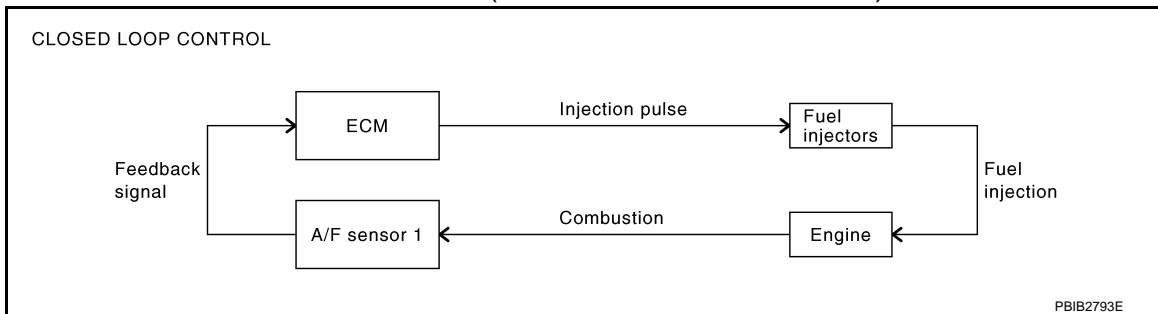 CLOSED LOOP CONTROL
ECM
Injection pulse
Fuel
injectors
Feedback
signal
Fuel
injection
A/F sensor 1
Combustion
Engine
PBIB2793E